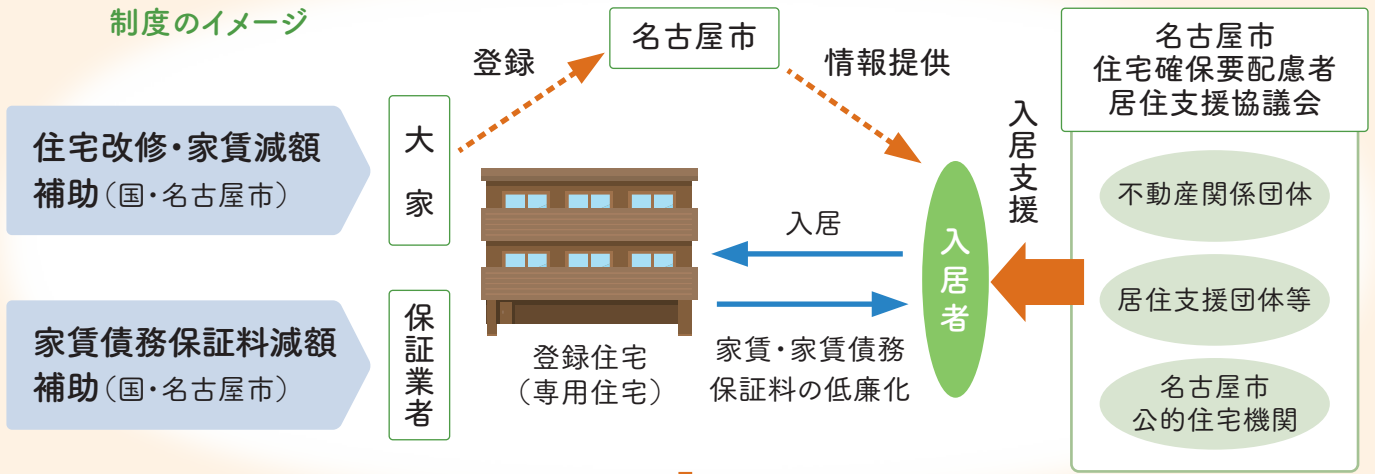 制度のイメージ
住宅改修・家賃減額
補助(国・名古屋市)
家賃債務保証料減額
補助(国・名古屋市)
大家
保証業者
登録
名古屋市
情報提供
登録住宅
(専用住宅)
入居
家賃・家賃債務
保証料の低廉化
入居者
入居支援
名古屋市
住宅確保要配慮者
居住支援協議会
不動産関係団体
居住支援団体等
名古屋市
公的住宅機関